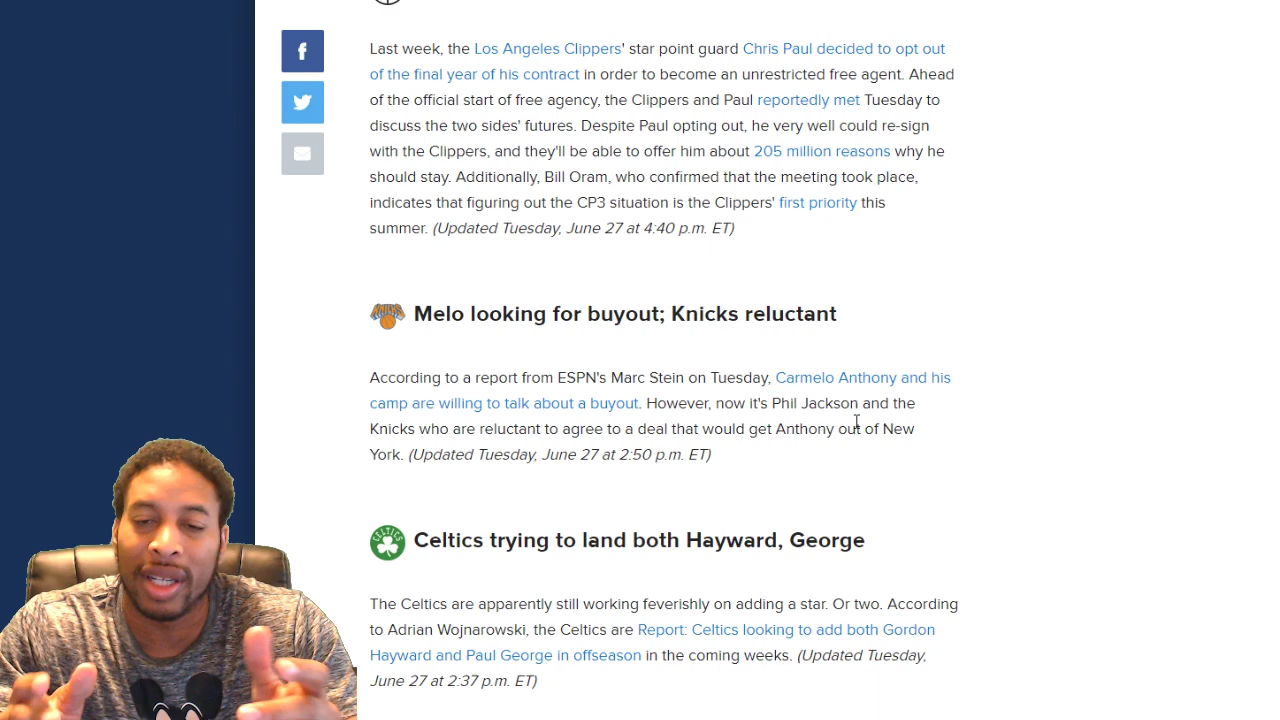 Last week, the Los Angeles Clippers' star point guard Chris Paul decided to opt out
of the final year of his contract in order to become an unrestricted free agent. Ahead
of the official start of free agency, the Clippers and Paul reportedly met Tuesday to
discuss the two sides' futures. Despite Paul opting out, he very well could re-sign
with the Clippers, and they'll be able to offer him about 205 million reasons why he
should stay. Additionally, Bill Oram, who confirmed that the meeting took place,
indicates that figuring out the CP3 situation is the Clippers' first priority this
summer. (Updated Tuesday, June 27 at 4:40 p.m. ET)
KNICKS
Melo looking for buyout; Knicks reluctant
According to a report from ESPN's Marc Stein on Tuesday, Carmelo Anthony and his
camp are willing to talk about a buyout. However, now it's Phil Jackson and the
Knicks who are reluctant to agree to a deal that would get Anthony out of New
York. (Updated Tuesday, June 27 at 2:50 p.m. ET)
CELTICS
Celtics trying to land both Hayward, George
The Celtics are apparently still working feverishly on adding a star. Or two. According
to Adrian Wojnarowski, the Celtics are Report: Celtics looking to add both Gordon
Hayward and Paul George in offseason in the coming weeks. (Updated Tuesday,
June 27 at 2:37 p.m. ET)